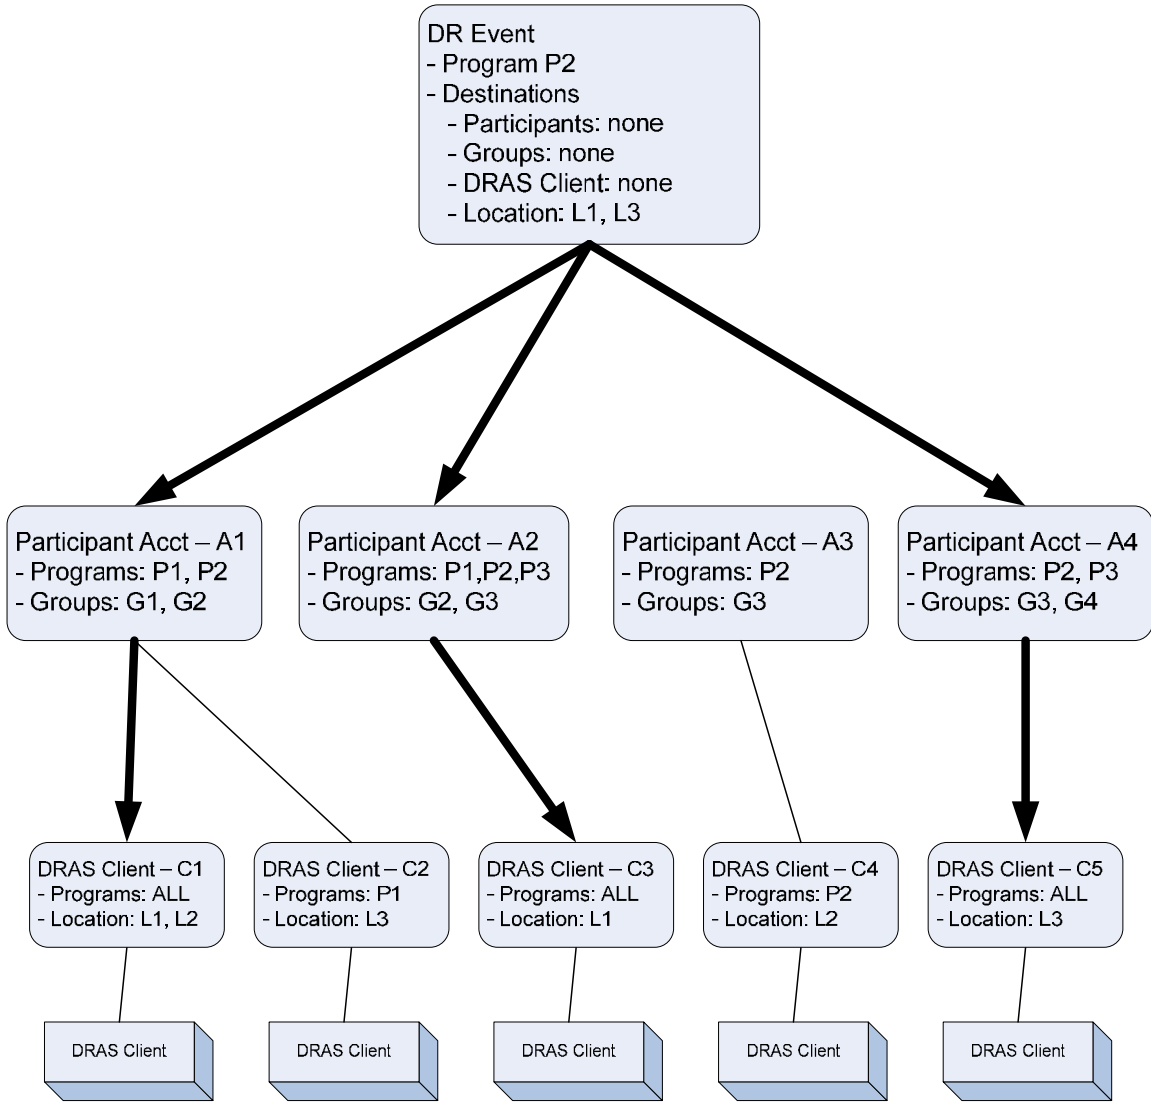 DR Event
- Program P2
- Destinations
- Participants: none
- Groups: none
- DRAS Client: none
- Location: L1, L3
Participant Acct – A1
- Programs: P1, P2
- Groups: G1, G2
Participant Acct – A2
- Programs: P1,P2,P3
- Groups: G2, G3
Participant Acct – A3
- Programs: P2
- Groups: G3
Participant Acct – A4
- Programs: P2, P3
- Groups: G3, G4
DRAS Client – C1
- Programs: ALL
- Location: L1, L2
DRAS Client – C2
- Programs: P1
- Location: L3
DRAS Client – C3
- Programs: ALL
- Location: L1
DRAS Client – C4
- Programs: P2
- Location: L2
DRAS Client – C5
- Programs: ALL
- Location: L3
DRAS Client
DRAS Client
DRAS Client
DRAS Client
DRAS Client